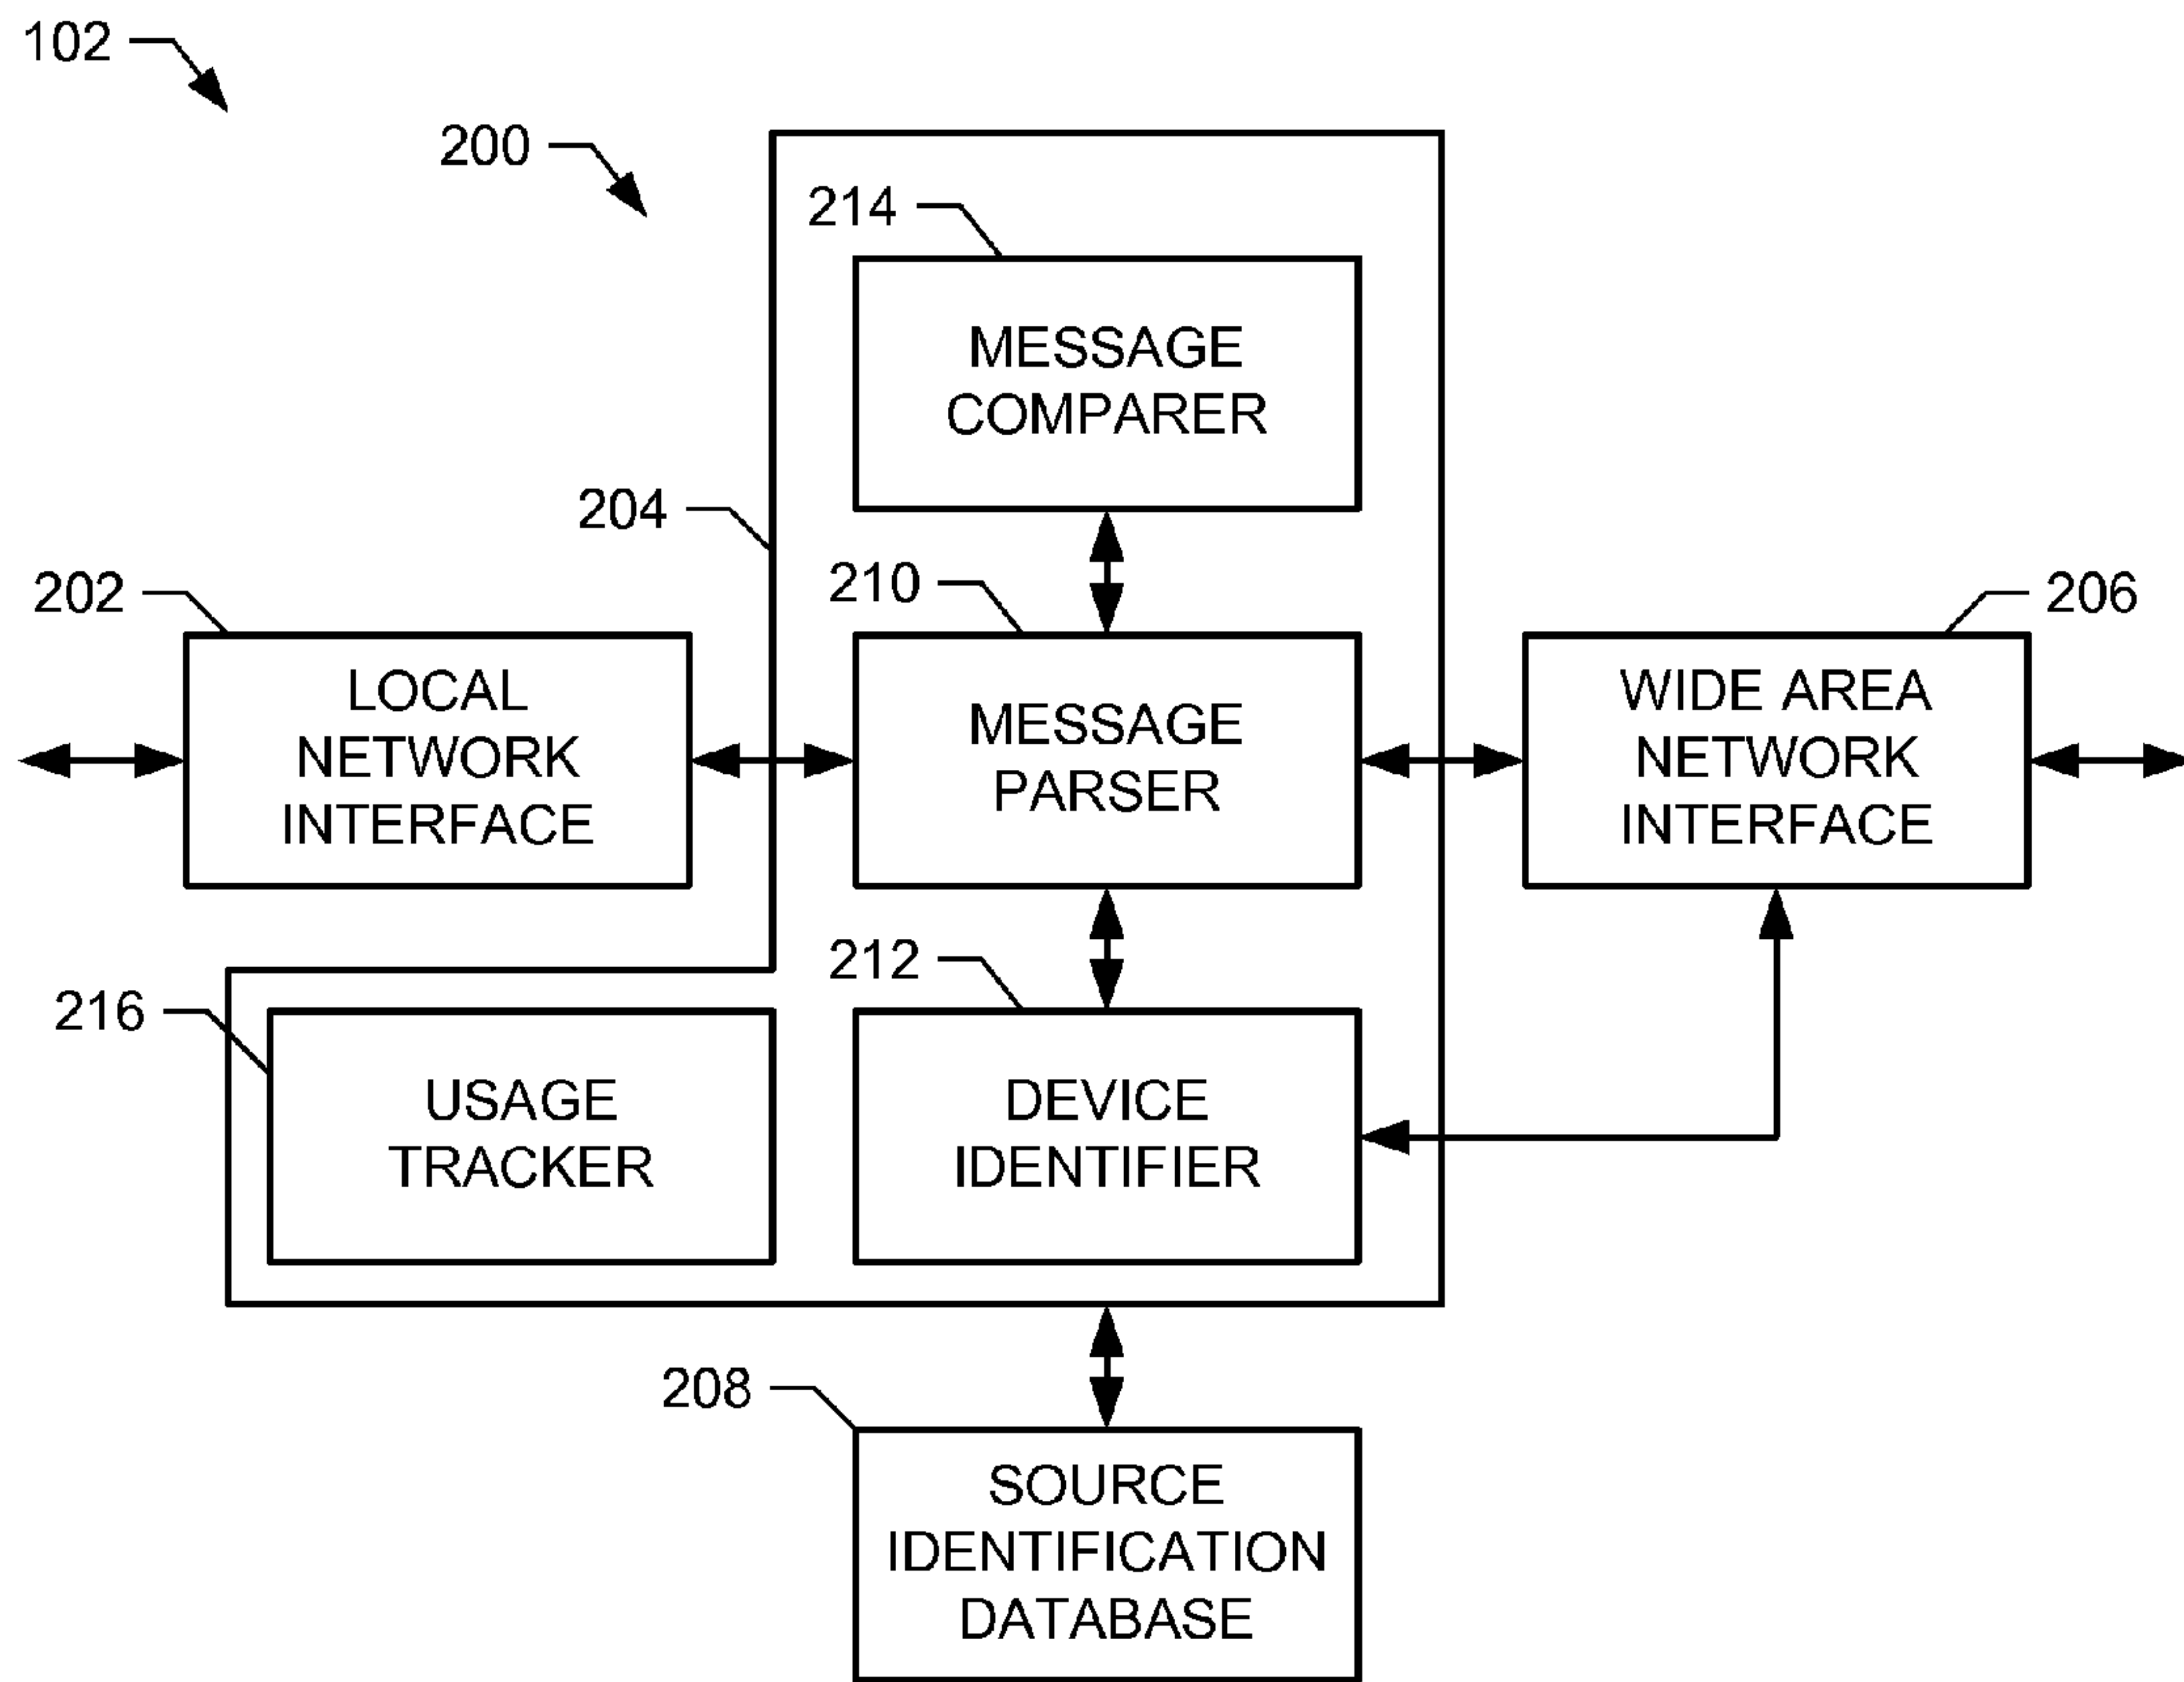 102
200
214
MESSAGE
COMPARER
204
202
210
206
LOCAL
NETWORK
INTERFACE
MESSAGE
PARSER
WIDE AREA
NETWORK
INTERFACE
216
212
USAGE
TRACKER
DEVICE
IDENTIFIER
208
SOURCE
IDENTIFICATION
DATABASE